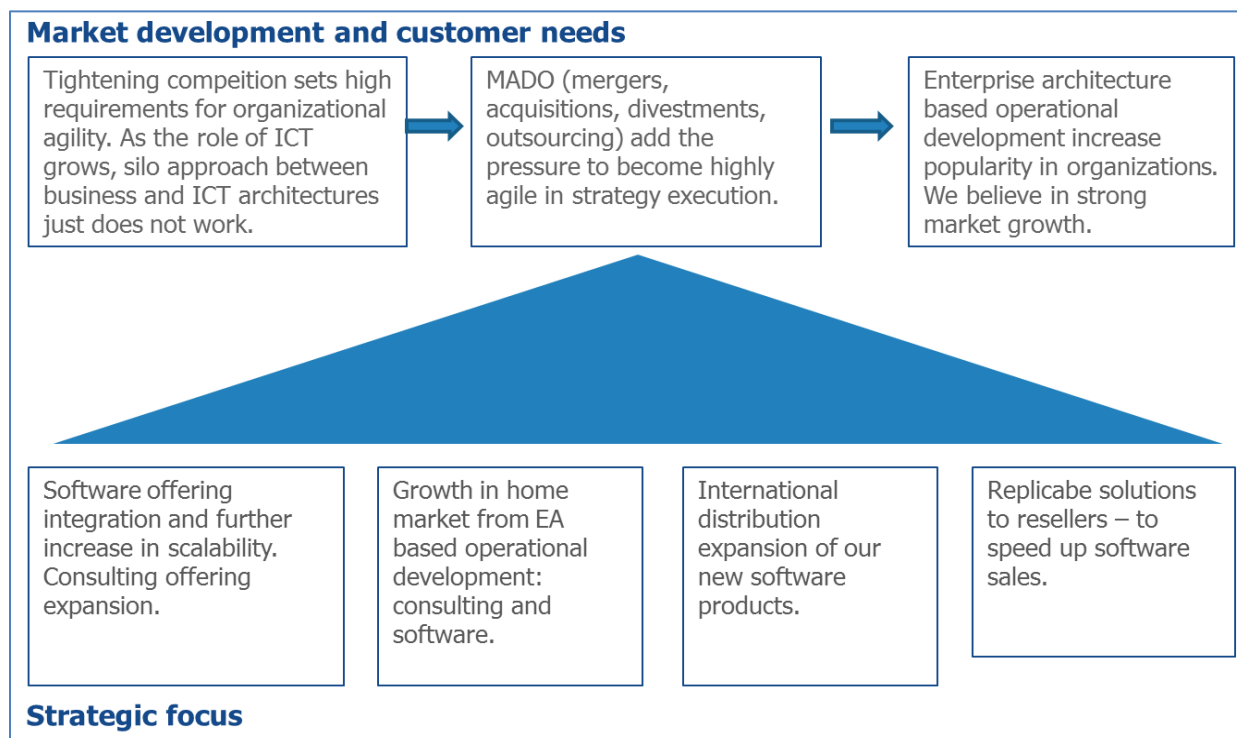 Market development and customer needs
Tightening compeition sets high
requirements for organizational
agility. As the role of ICT
grows, silo approach between
business and ICT architectures
just does not work.
MADO (mergers,
acquisitions, divestments,
outsourcing) add the
pressure to become highly
agile in strategy execution.
Enterprise architecture
based operational
development increase
popularity in organizations.
We believe in strong
market growth.
Software offering
integration and further
increase in scalability.
Consulting offering
expansion.
Growth in home
market from EA
based operational
development:
consulting and
software.
International
distribution
expansion of our
new software
products.
Replicabe solutions
to resellers – to
speed up software
sales.
Strategic focus